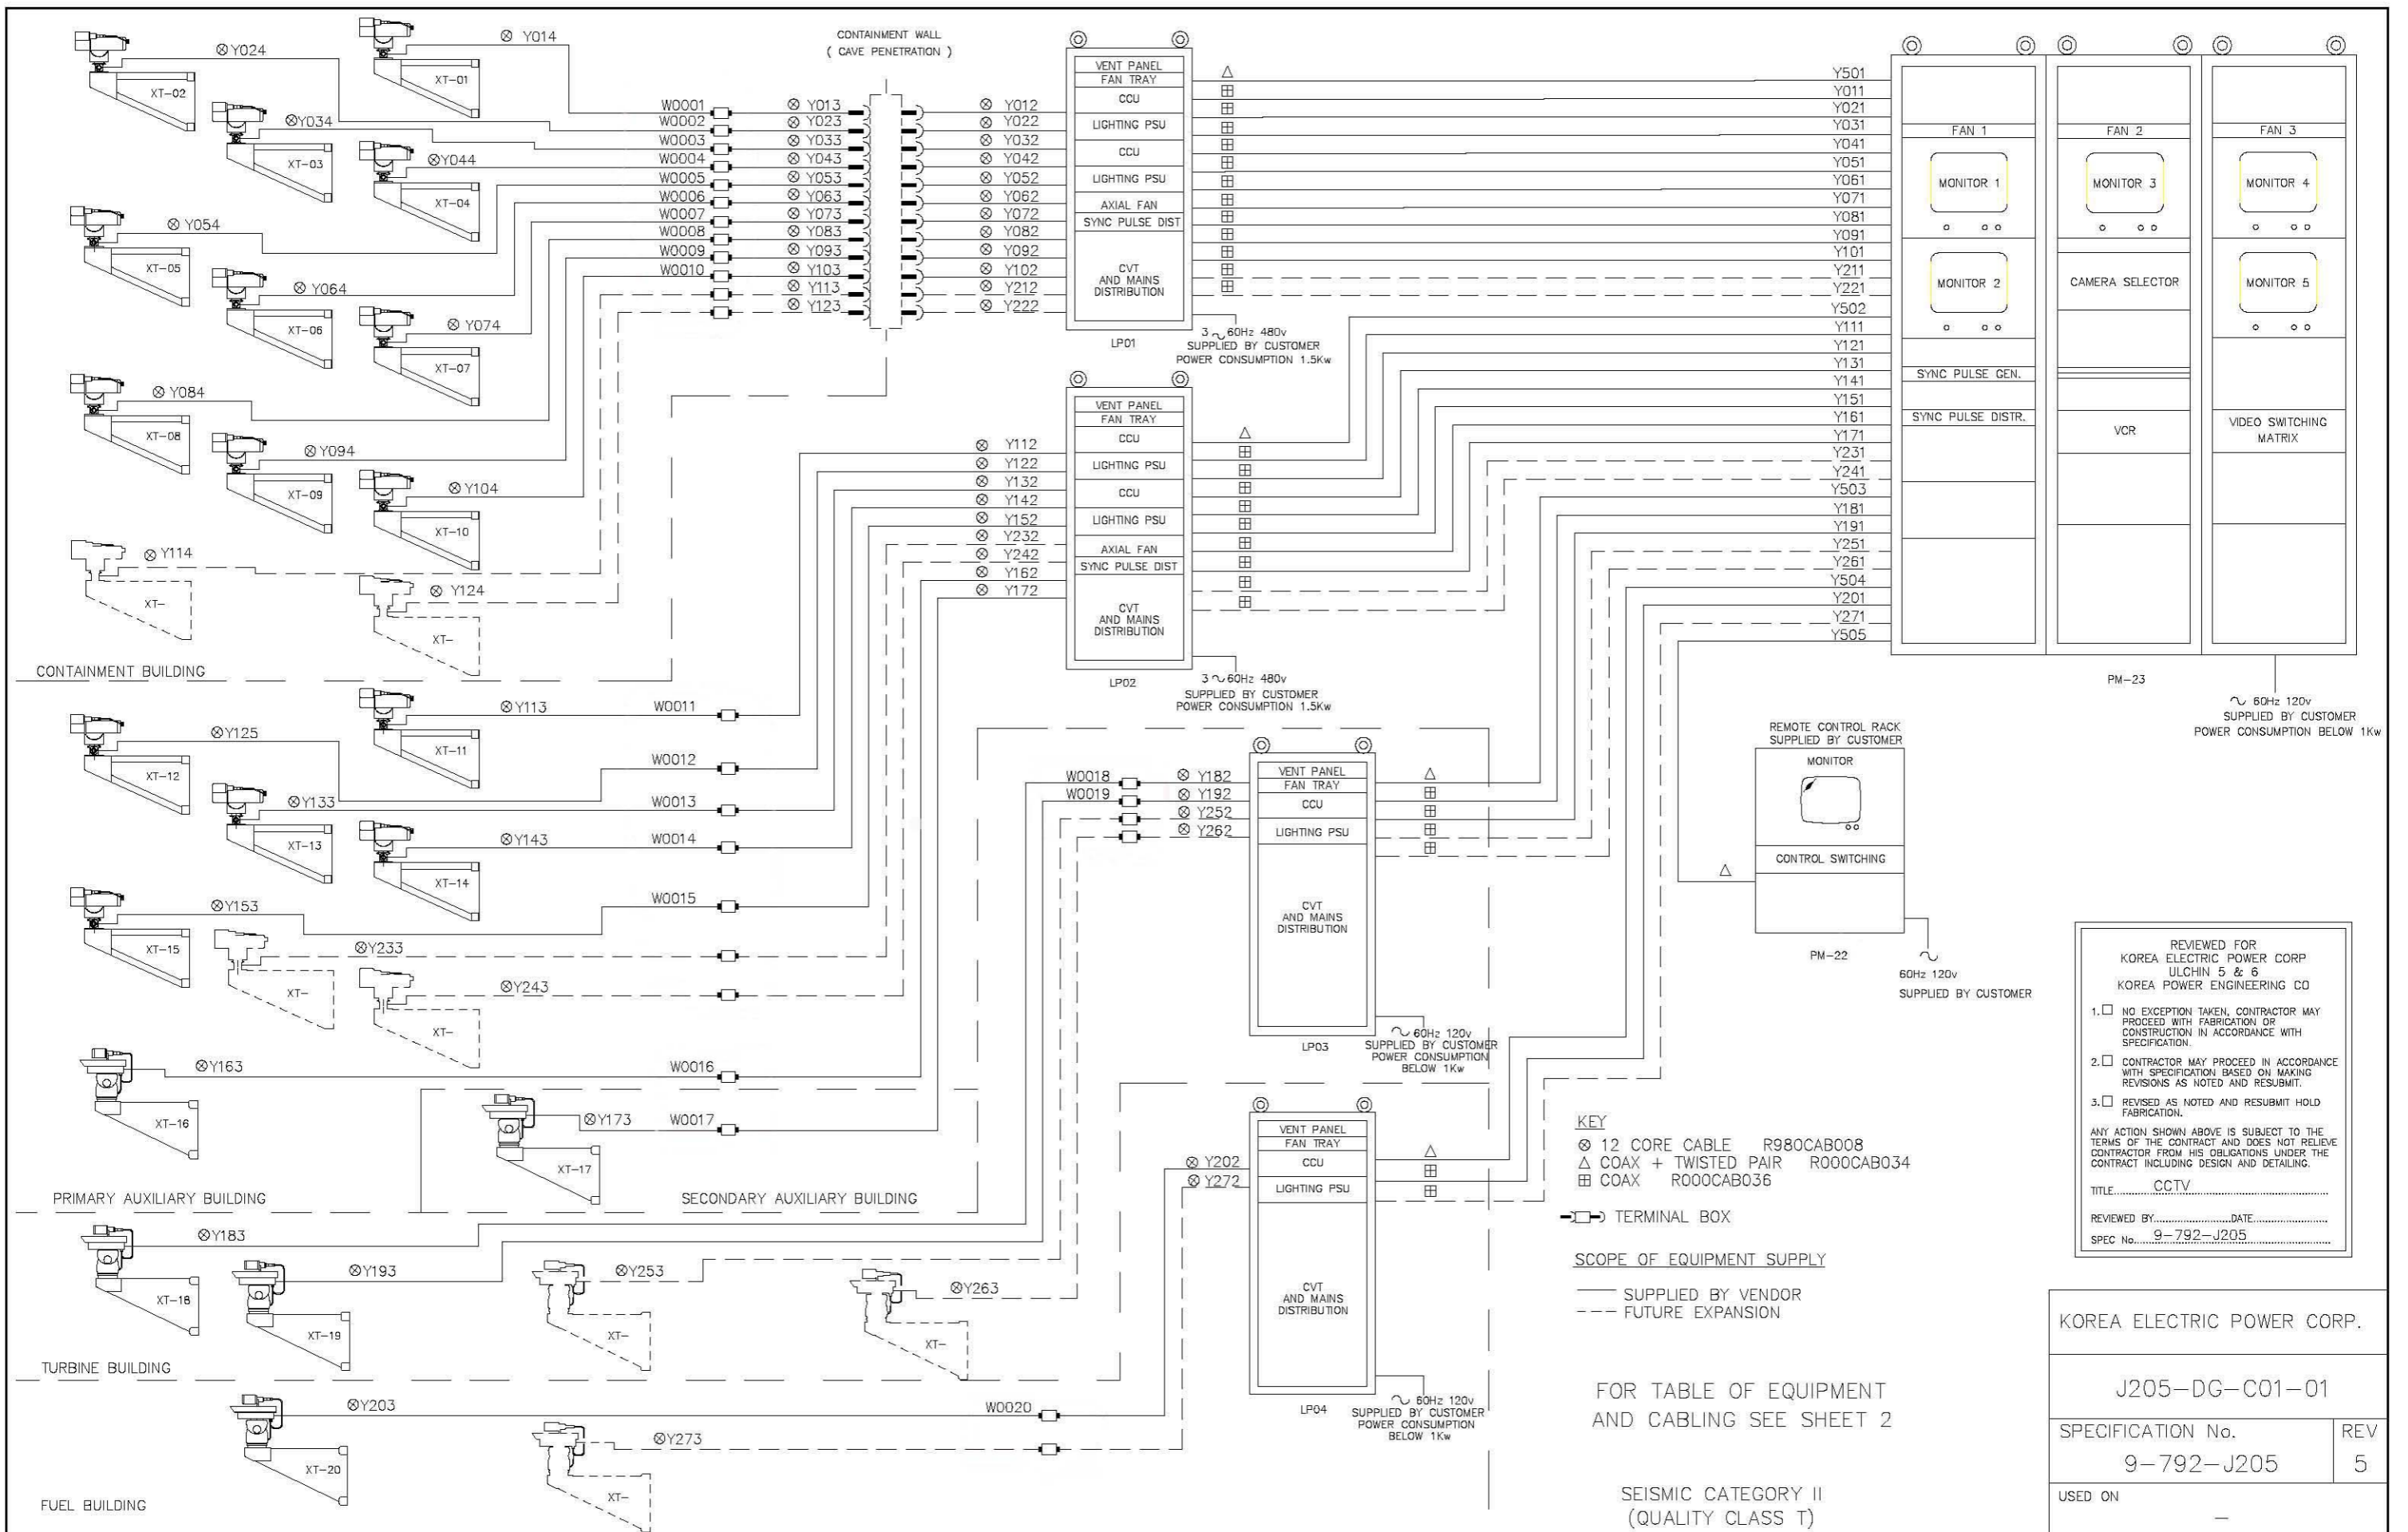 CONTAINMENT WALL
( CAVE PENETRATION )
⊗ Y024
XT-02
⊗ Y014
XT-01
⊗Y034
XT-03
⊗Y044
XT-04
⊗ Y054
XT-05
⊗ Y064
XT-06
⊗ Y074
XT-07
⊗ Y084
XT-08
⊗ Y094
XT-09
⊗ Y104
XT-10
⊗ Y114
XT-
⊗ Y124
XT-
CONTAINMENT BUILDING
W0001 ⊗ Y013 ⊗ Y012
W0002 ⊗ Y023 ⊗ Y022
W0003 ⊗ Y033 ⊗ Y032
W0004 ⊗ Y043 ⊗ Y042
W0005 ⊗ Y053 ⊗ Y052
W0006 ⊗ Y063 ⊗ Y062
W0007 ⊗ Y073 ⊗ Y072
W0008 ⊗ Y083 ⊗ Y082
W0009 ⊗ Y093 ⊗ Y092
W0010 ⊗ Y103 ⊗ Y102
⊗ Y113 ⊗ Y212
⊗ Y123 ⊗ Y222
VENT PANEL
FAN TRAY
CCU
LIGHTING PSU
CCU
LIGHTING PSU
AXIAL FAN
SYNC PULSE DIST
CVT
AND MAINS
DISTRIBUTION
LP01
3 ~ 60Hz 480v
SUPPLIED BY CUSTOMER
POWER CONSUMPTION 1.5Kw
⊗ Y112
⊗ Y122
⊗ Y132
⊗ Y142
⊗ Y152
⊗ Y232
⊗ Y242
⊗ Y162
⊗ Y172
VENT PANEL
FAN TRAY
CCU
LIGHTING PSU
CCU
LIGHTING PSU
AXIAL FAN
SYNC PULSE DIST
CVT
AND MAINS
DISTRIBUTION
LP02
3 ~ 60Hz 480v
SUPPLIED BY CUSTOMER
POWER CONSUMPTION 1.5Kw
Y501
Y011
Y021
Y031
Y041
Y051
Y061
Y071
Y081
Y091
Y101
Y211
Y221
Y502
Y111
Y121
Y131
Y141
Y151
Y161
Y171
Y231
Y241
Y503
Y181
Y191
Y251
Y261
Y504
Y201
Y271
Y505
FAN 1
MONITOR 1
MONITOR 2
SYNC PULSE GEN.
SYNC PULSE DISTR.
FAN 2
MONITOR 3
CAMERA SELECTOR
VCR
FAN 3
MONITOR 4
MONITOR 5
VIDEO SWITCHING
MATRIX
PM-23
~ 60Hz 120v
SUPPLIED BY CUSTOMER
POWER CONSUMPTION BELOW 1Kw
⊗Y113 W0011
XT-11
⊗Y125 W0012
XT-12
⊗Y133 W0013
XT-13
⊗Y143 W0014
XT-14
⊗Y153 W0015
XT-15
⊗Y233
XT-
⊗Y243
XT-
⊗Y163 W0016
XT-16
PRIMARY AUXILIARY BUILDING
⊗Y173 W0017
XT-17
SECONDARY AUXILIARY BUILDING
W0018 ⊗ Y182
W0019 ⊗ Y192
⊗ Y252
⊗ Y262
VENT PANEL
FAN TRAY
CCU
LIGHTING PSU
CVT
AND MAINS
DISTRIBUTION
LP03
~ 60Hz 120v
SUPPLIED BY CUSTOMER
POWER CONSUMPTION
BELOW 1Kw
REMOTE CONTROL RACK
SUPPLIED BY CUSTOMER
MONITOR
CONTROL SWITCHING
PM-22
~
60Hz 120v
SUPPLIED BY CUSTOMER
⊗Y183
XT-18
⊗Y193
XT-19
⊗Y253
XT-
⊗Y263
XT-
TURBINE BUILDING
⊗Y203 W0020
XT-20
⊗Y273
XT-
FUEL BUILDING
⊗ Y202
⊗ Y272
VENT PANEL
FAN TRAY
CCU
LIGHTING PSU
CVT
AND MAINS
DISTRIBUTION
LP04
~ 60Hz 120v
SUPPLIED BY CUSTOMER
POWER CONSUMPTION
BELOW 1Kw
KEY
⊗ 12 CORE CABLE R980CAB008
△ COAX + TWISTED PAIR R000CAB034
⊞ COAX R000CAB036
TERMINAL BOX
SCOPE OF EQUIPMENT SUPPLY
SUPPLIED BY VENDOR
FUTURE EXPANSION
FOR TABLE OF EQUIPMENT
AND CABLING SEE SHEET 2
SEISMIC CATEGORY II
(QUALITY CLASS T)
REVIEWED FOR
KOREA ELECTRIC POWER CORP
ULCHIN 5 & 6
KOREA POWER ENGINEERING CO
1.☐ NO EXCEPTION TAKEN, CONTRACTOR MAY
PROCEED WITH FABRICATION OR
CONSTRUCTION IN ACCORDANCE WITH
SPECIFICATION.
2.☐ CONTRACTOR MAY PROCEED IN ACCORDANCE
WITH SPECIFICATION BASED ON MAKING
REVISIONS AS NOTED AND RESUBMIT.
3.☐ REVISED AS NOTED AND RESUBMIT HOLD
FABRICATION.
ANY ACTION SHOWN ABOVE IS SUBJECT TO THE
TERMS OF THE CONTRACT AND DOES NOT RELIEVE
CONTRACTOR FROM HIS OBLIGATIONS UNDER THE
CONTRACT INCLUDING DESIGN AND DETAILING.
TITLE CCTV
REVIEWED BY DATE
SPEC No. 9-792-J205
KOREA ELECTRIC POWER CORP.
J205-DG-C01-01
SPECIFICATION No. REV
9-792-J205 5
USED ON
-